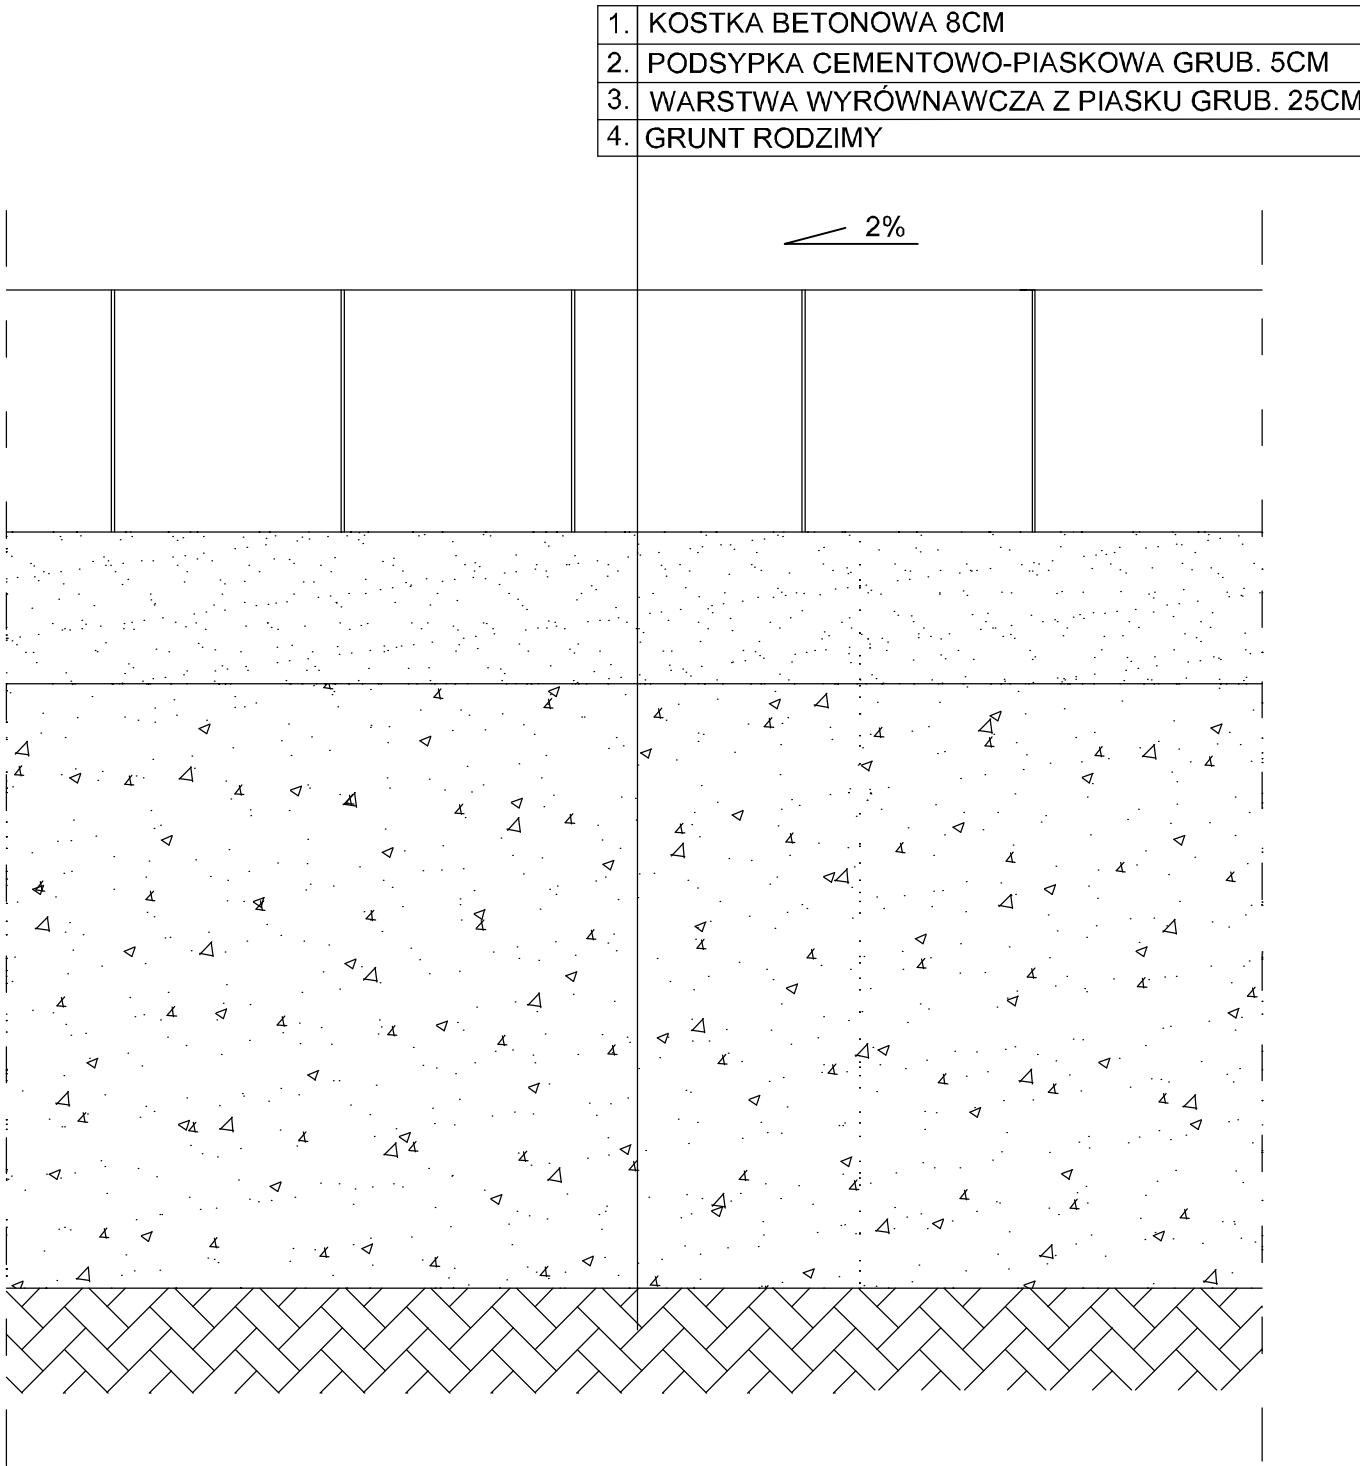 1. KOSTKA BETONOWA 8CM
2. PODSYPKA CEMENTOWO-PIASKOWA GRUB. 5CM
3. WARSTWA WYRÓWNAWCZA Z PIASKU GRUB. 25CM
4. GRUNT RODZIMY
2%